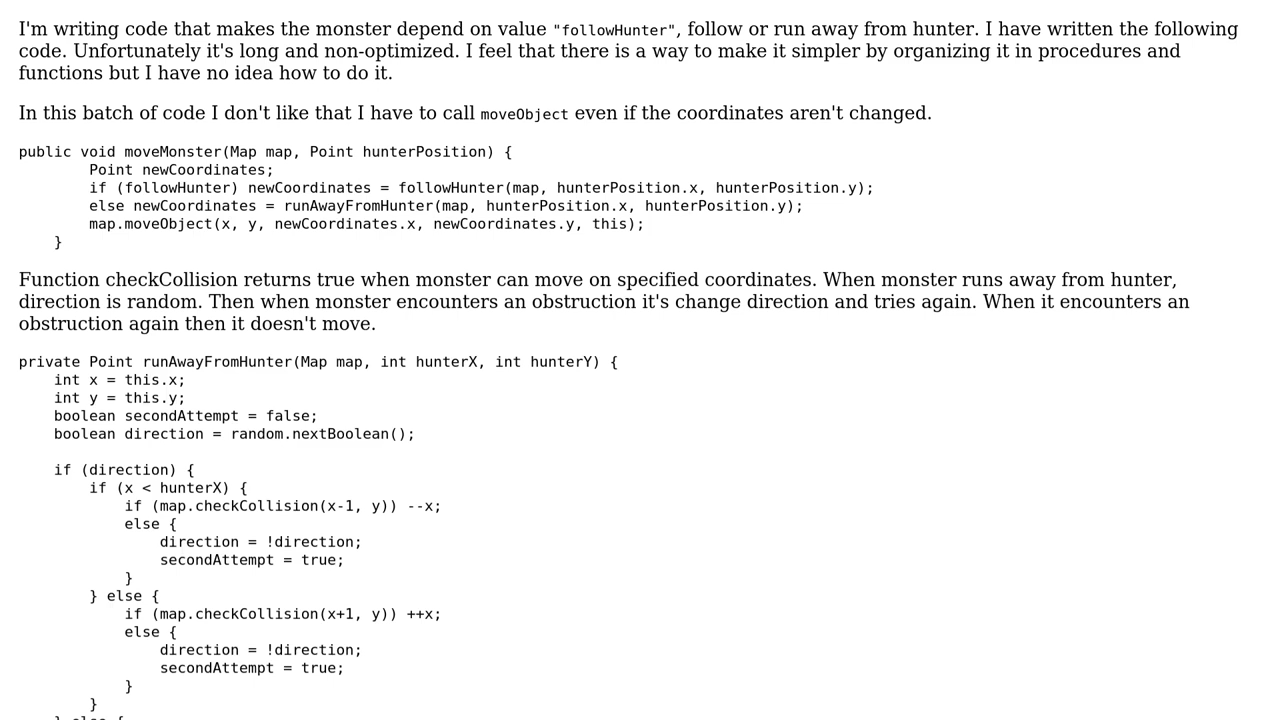 I'm writing code that makes the monster depend on value "followHunter", follow or run away from hunter. I have written the following
code. Unfortunately it's long and non-optimized. I feel that there is a way to make it simpler by organizing it in procedures and
functions but I have no idea how to do it.
In this batch of code I don't like that I have to call moveObject even if the coordinates aren't changed.
public void moveMonster(Map map, Point hunterPosition) {
        Point newCoordinates;
        if (followHunter) newCoordinates = followHunter(map, hunterPosition.x, hunterPosition.y);
        else newCoordinates = runAwayFromHunter(map, hunterPosition.x, hunterPosition.y);
        map.moveObject(x, y, newCoordinates.x, newCoordinates.y, this);
    }
Function checkCollision returns true when monster can move on specified coordinates. When monster runs away from hunter,
direction is random. Then when monster encounters an obstruction it's change direction and tries again. When it encounters an
obstruction again then it doesn't move.
private Point runAwayFromHunter(Map map, int hunterX, int hunterY) {
    int x = this.x;
    int y = this.y;
    boolean secondAttempt = false;
    boolean direction = random.nextBoolean();
    if (direction) {
        if (x < hunterX) {
            if (map.checkCollision(x-1, y)) --x;
            else {
                direction = !direction;
                secondAttempt = true;
            }
        } else {
            if (map.checkCollision(x+1, y)) ++x;
            else {
                direction = !direction;
                secondAttempt = true;
            }
        }
    } else {